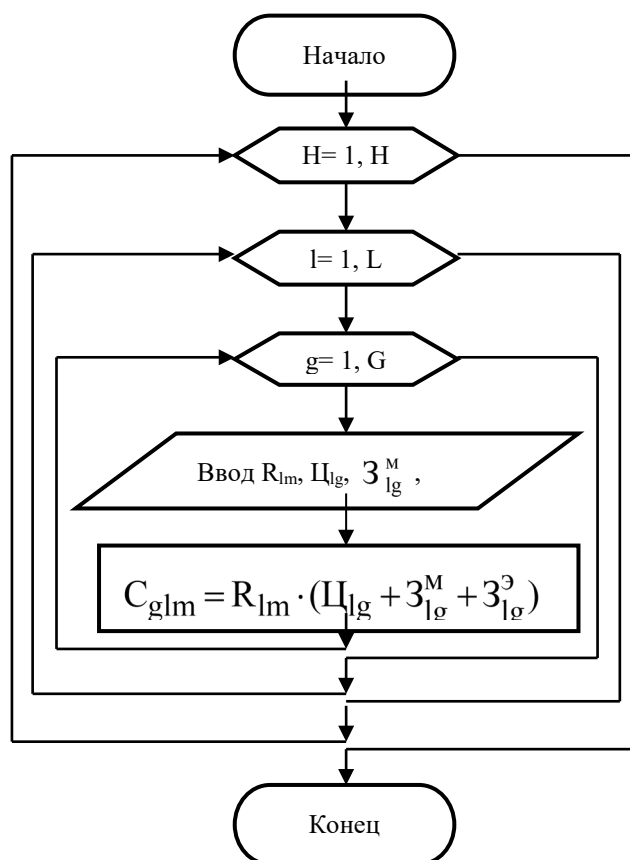 Начало
H= 1, H
l= 1, L
g= 1, G
Ввод R_lm, Ц_lg, З^м_lg ,
C_glm = R_lm · (Ц_lg + З^М_lg + З^Э_lg)
Конец